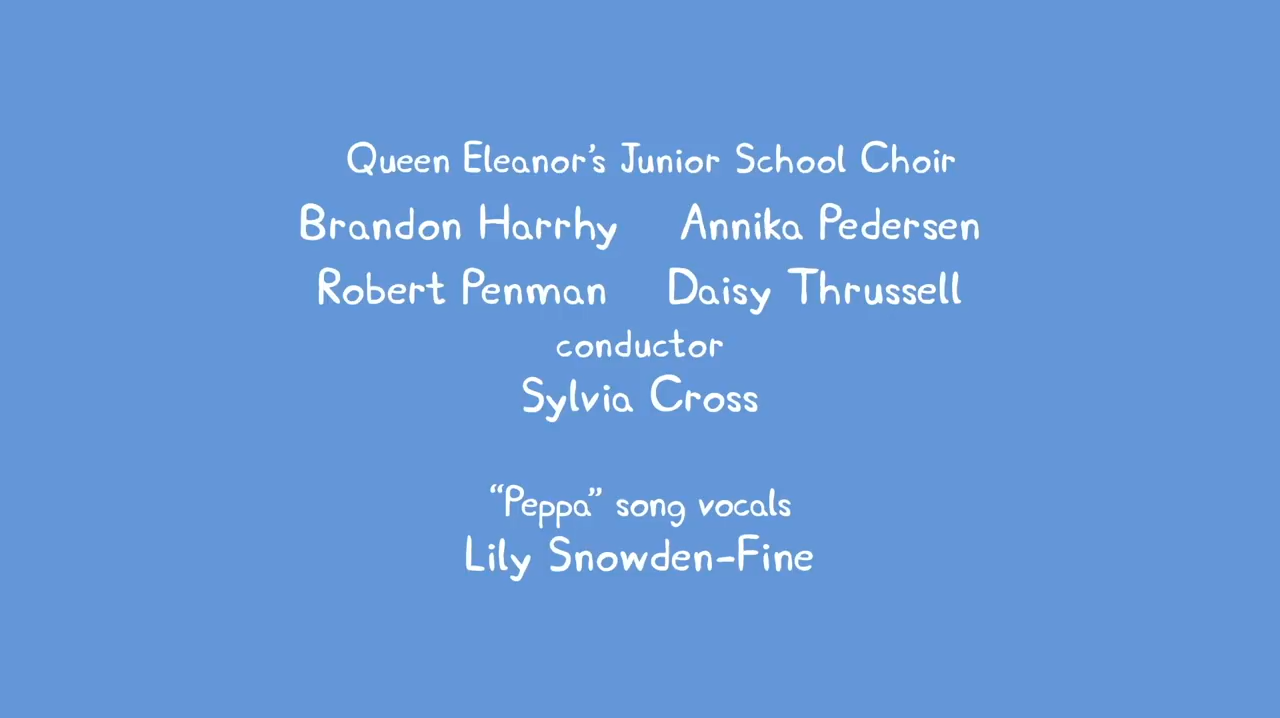 Queen Eleanor's Junior School Choir
Brandon Harrhy Annika Pedersen
Robert Penman Daisy Thrussell
conductor
Sylvia Cross
“Peppa” song vocals
Lily Snowden-Fine